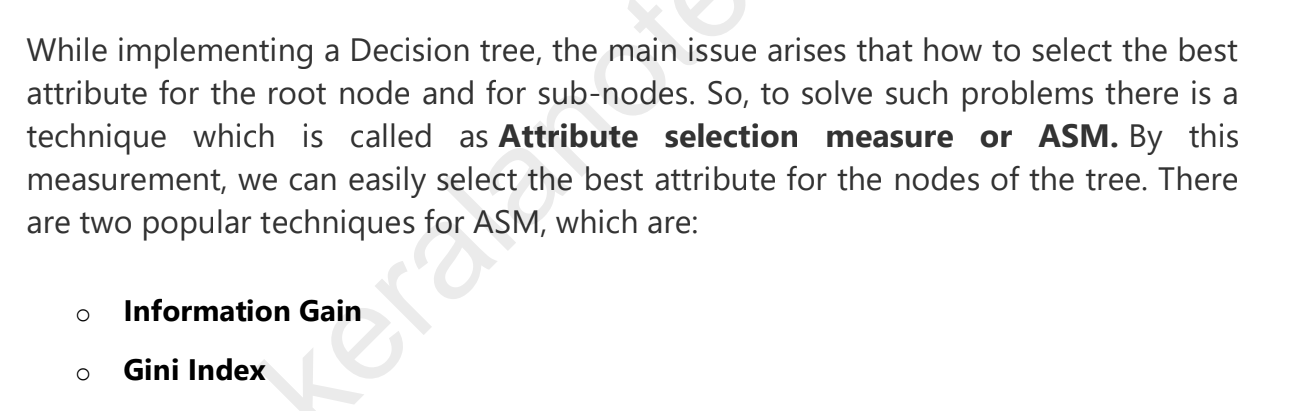 While implementing a Decision tree, the main issue arises that how to select the best
attribute for the root node and for sub-nodes. So, to solve such problems there is a
technique which is called as Attribute selection measure or ASM. By this
measurement, we can easily select the best attribute for the nodes of the tree. There
are two popular techniques for ASM, which are:
o Information Gain
o Gini Index